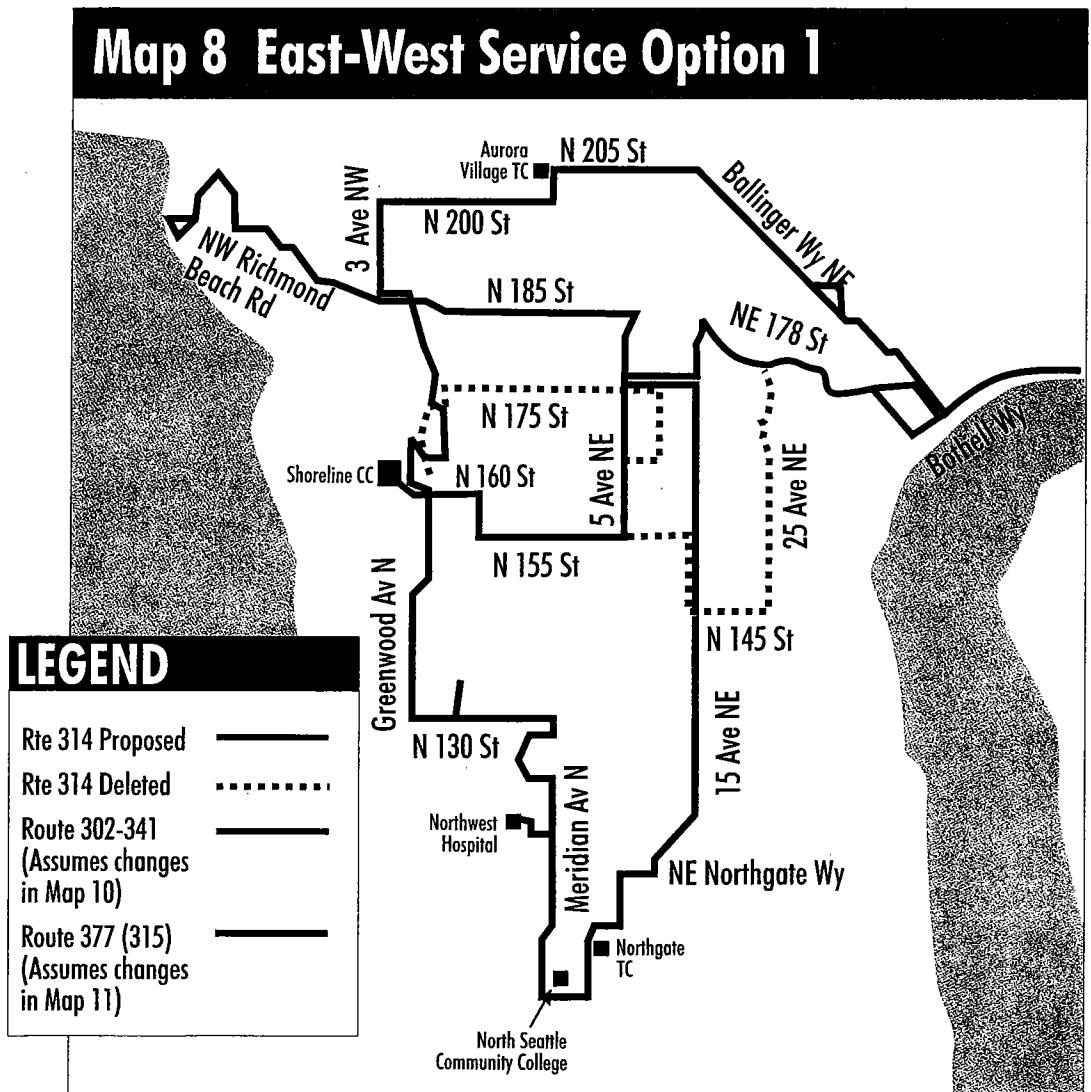 Map 8 East-West Service Option 1
Aurora
Village TC
N 205 St
3 Ave NW
N 200 St
Ballinger Wy NE
NW Richmond
Beach Rd
N 185 St
NE 178 St
N 175 St
5 Ave NE
25 Ave NE
Bothell Wy
Shoreline CC
N 160 St
N 155 St
N 145 St
Greenwood Av N
N 130 St
15 Ave NE
Meridian Av N
Northwest
Hospital
NE Northgate Wy
Northgate
TC
North Seattle
Community College
LEGEND
Rte 314 Proposed
Rte 314 Deleted
Route 302-341
(Assumes changes
in Map 10)
Route 377 (315)
(Assumes changes
in Map 11)